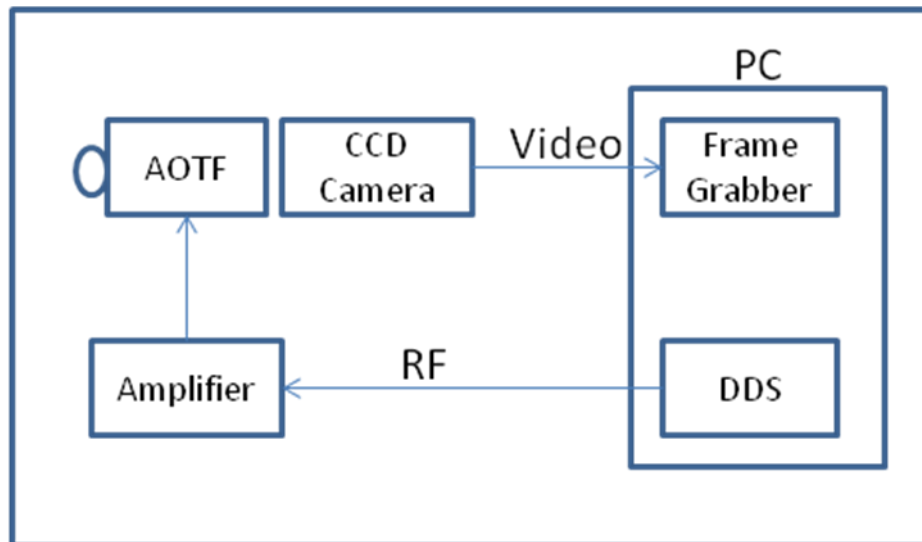 PC
AOTF
CCD
Camera
Video
Frame
Grabber
Amplifier
RF
DDS